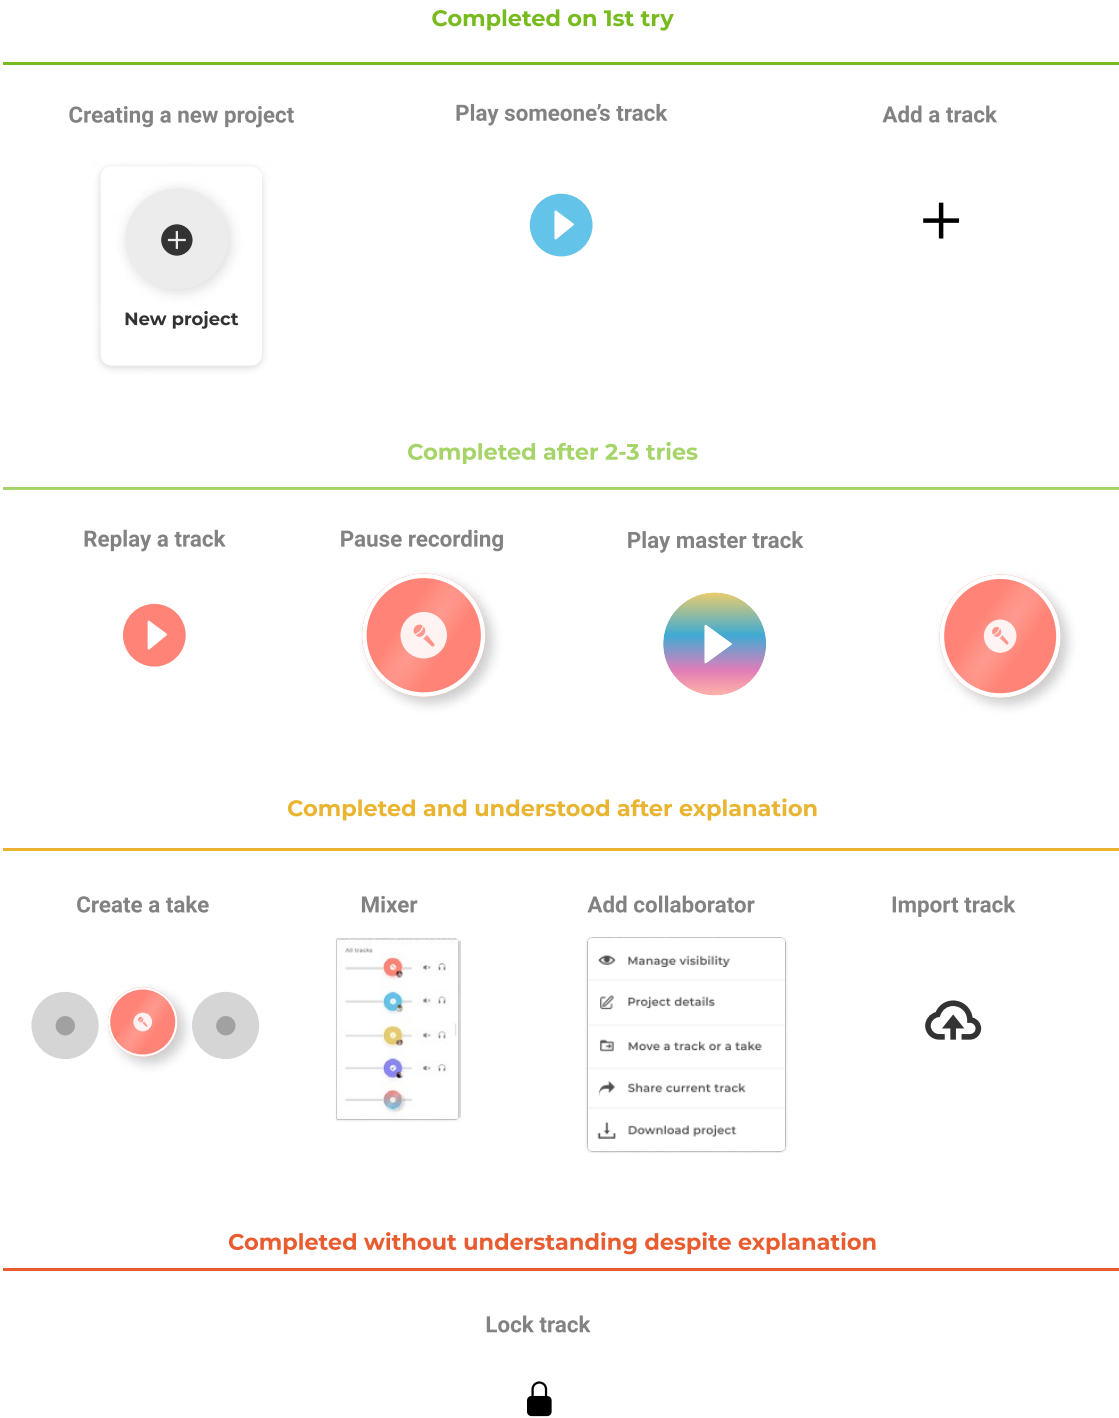 Completed on 1st try
Creating a new project
Play someone’s track
Add a track
New project
Completed after 2-3 tries
Replay a track
Pause recording
Play master track
Completed and understood after explanation
Create a take
Mixer
Add collaborator
Import track
All tracks
Manage visibility
Project details
Move a track or a take
Share current track
Download project
Completed without understanding despite explanation
Lock track